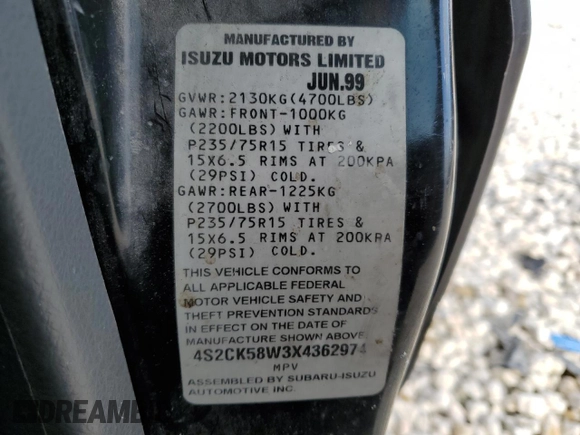 MANUFACTURED BY
ISUZU MOTORS LIMITED
JUN.99
GVWR:2130KG(4700LBS)
GAWR:FRONT-1000KG
(2200LBS)WITH
P235/75R15 TIRES &
15X6.5 RIMS AT 200KPA
(29PSI) COLD.
GAWR:REAR-1225KG
(2700LBS)WITH
P235/75R15 TIRES &
15X6.5 RIMS AT 200KPA
(29PSI) COLD.
THIS VEHICLE CONFORMS TO
ALL APPLICABLE FEDERAL
MOTOR VEHICLE SAFETY AND
THEFT PREVENTION STANDARDS
IN EFFECT ON THE DATE OF
MANUFACTURE SHOWN ABOVE.
4S2CK58W3X4362974
MPV
ASSEMBLED BY SUBARU-ISUZU
AUTOMOTIVE INC.